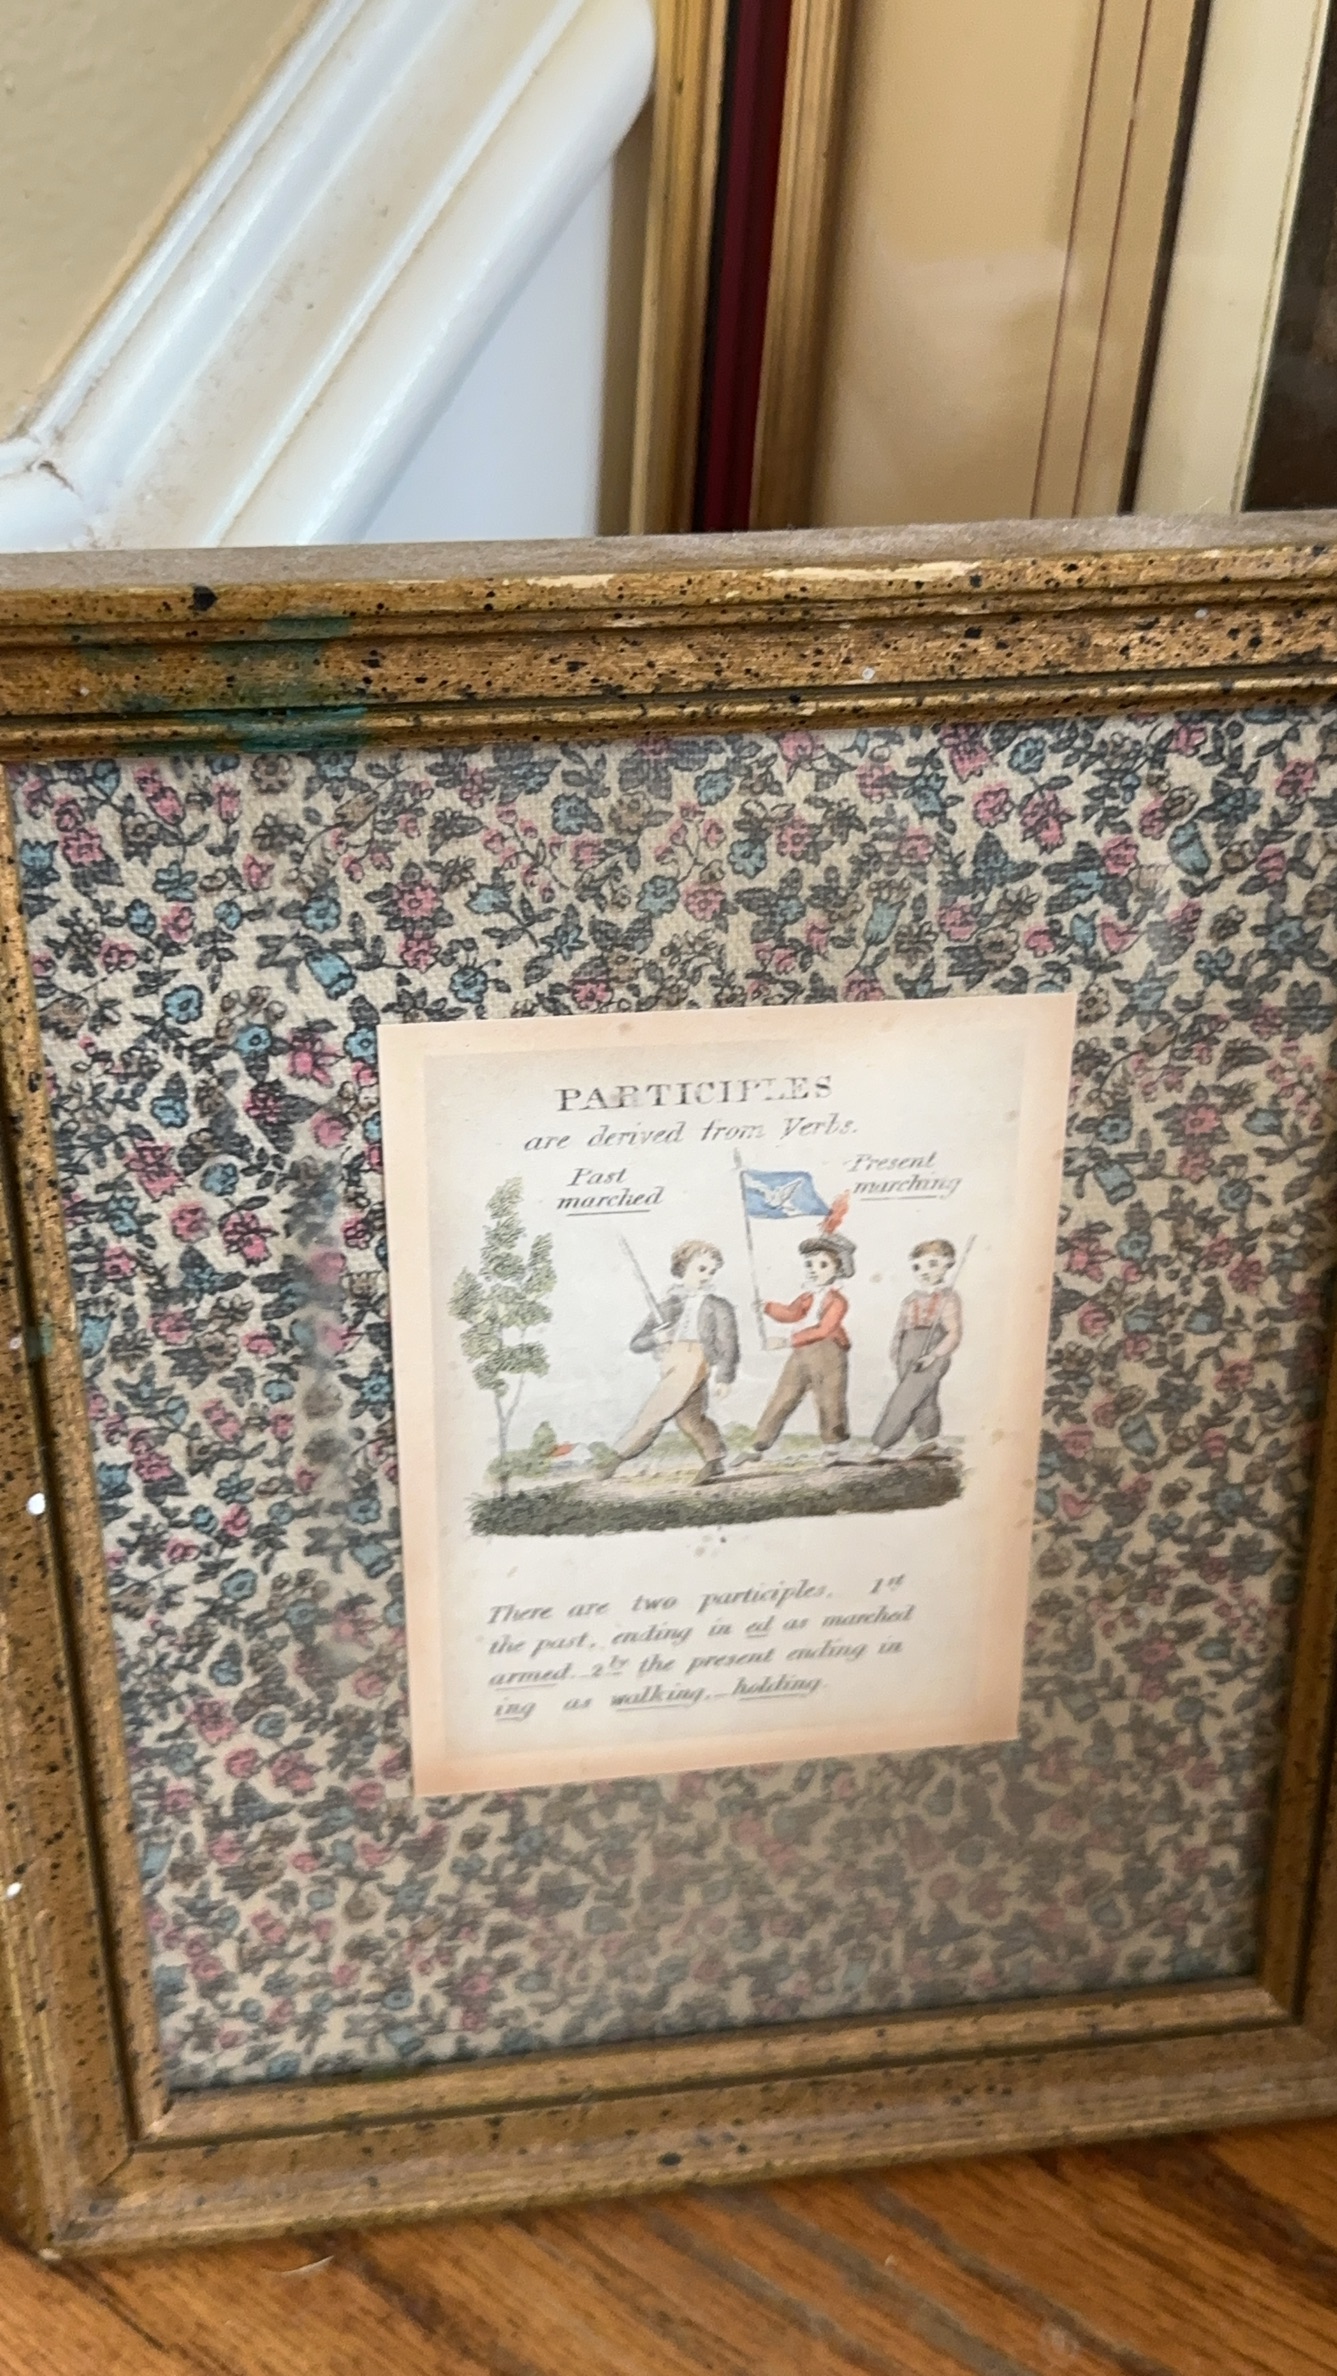 PARTICIPLES
are derived from Verbs.
Past
marched
Present
marching
There are two participles. 1st
the past, ending in ed as marched
armed. 2ly the present ending in
ing as walking. holding.